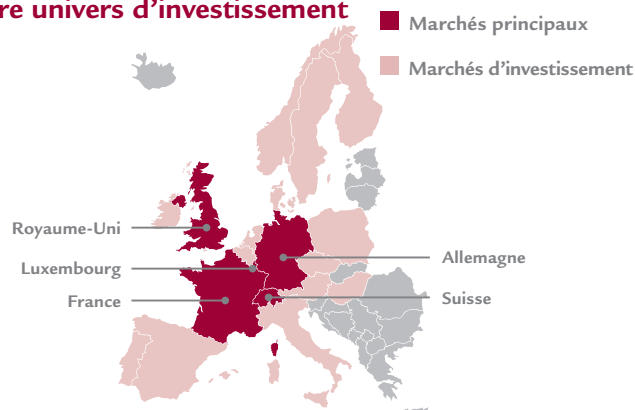 re univers d’investissement
Marchés principaux
Marchés d’investissement
Royaume-Uni
Luxembourg
France
Allemagne
Suisse